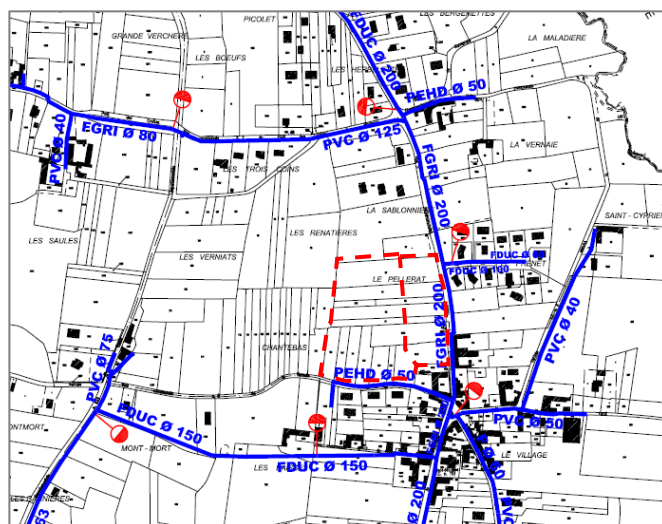 PICOLET
LES BERGERETTES
GRANDE VERCHERE
LA MALADIERE
LES BOEUFS
FDUC Ø 200
PEHD Ø 50
EGRI Ø 80
PVC Ø 40
PVC Ø 125
LA VERNAIE
LES TROIS COINS
FGRI Ø 200
LA SABLONNIERE
SAINT-CYPRIEN
LES SAULES
LES RENATIERES
LES VERNIATS
FDUC Ø 100
LE PELLERAT
FGRI Ø 200
PVC Ø 40
PVC Ø 75
CHANTEBAS
PEHD Ø 50
FDUC Ø 150
PVC Ø 50
MONT-MORT
FDUC Ø 150
LE VILLAGE
Ø 200
63